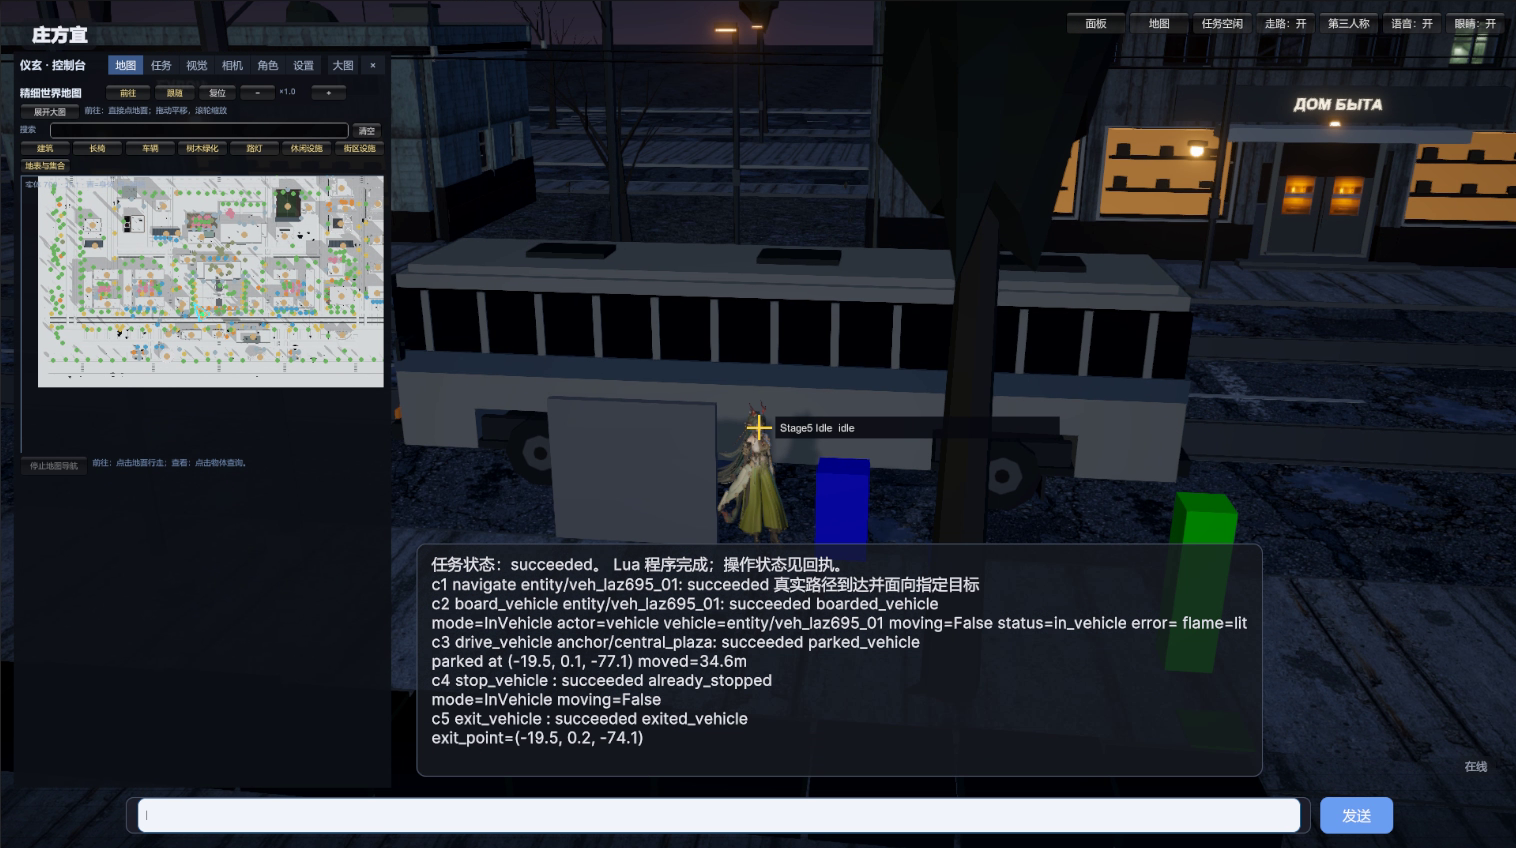 庄方宜
面板 地图 任务空闲 走路：开 第三人称 语音：开 眼睛：开
仪玄 · 控制台 地图 任务 视觉 相机 角色 设置 大图 ×
精细世界地图 前往 跟随 复位 － ×1.0 +
展开大图 前往：直接点地面；拖动平移，滚轮缩放
搜索 清空
建筑 长椅 车辆 树木绿化 路灯 休闲设施 街区设施
地表与集合
停止地面导航 前往：点击地面行走；查看：点击物体查询。
ДОМ БЫТА
Stage5 Idle idle
任务状态：succeeded。 Lua 程序完成；操作状态见回执。
c1 navigate entity/veh_laz695_01: succeeded 真实路径到达并面向指定目标
c2 board_vehicle entity/veh_laz695_01: succeeded boarded_vehicle
mode=InVehicle actor=vehicle vehicle=entity/veh_laz695_01 moving=False status=in_vehicle error= flame=lit
c3 drive_vehicle anchor/central_plaza: succeeded parked_vehicle
parked at (-19.5, 0.1, -77.1) moved=34.6m
c4 stop_vehicle : succeeded already_stopped
mode=InVehicle moving=False
c5 exit_vehicle : succeeded exited_vehicle
exit_point=(-19.5, 0.2, -74.1)
在线
发送